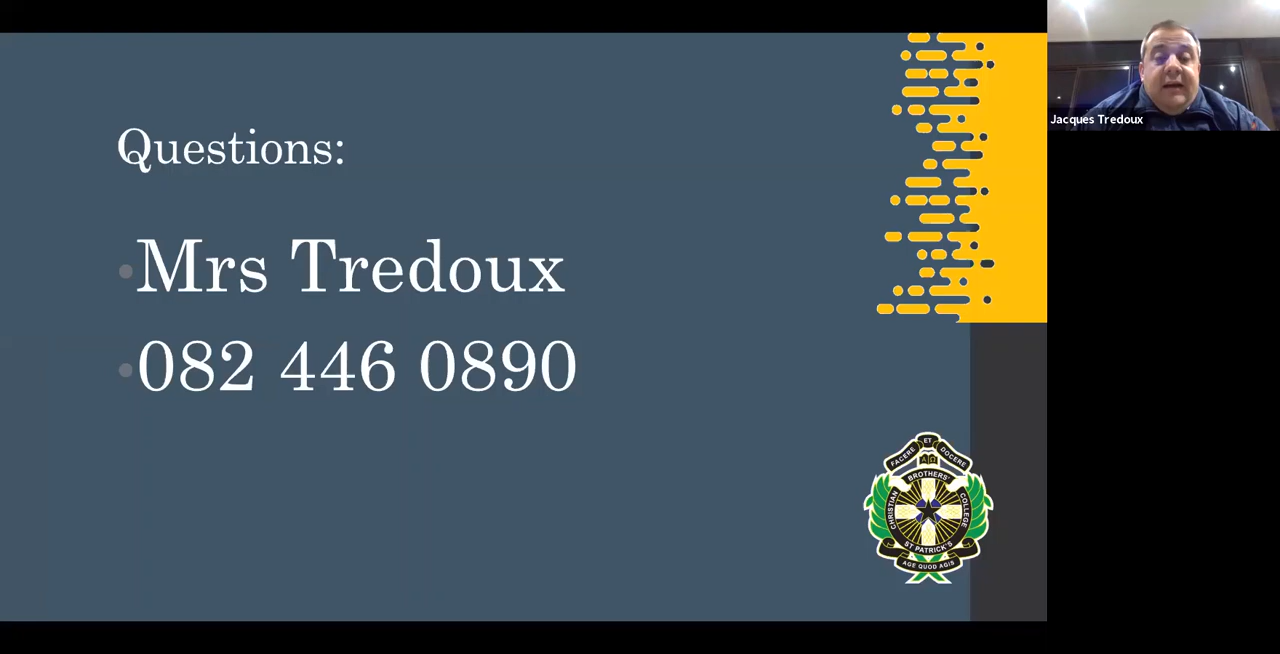 Questions:
Mrs Tredoux
082 446 0890
Jacques Tredoux
FACERE ET DOCERE
Α Ω
CHRISTIAN BROTHERS' COLLEGE
ST PATRICK'S
AGE QUOD AGIS